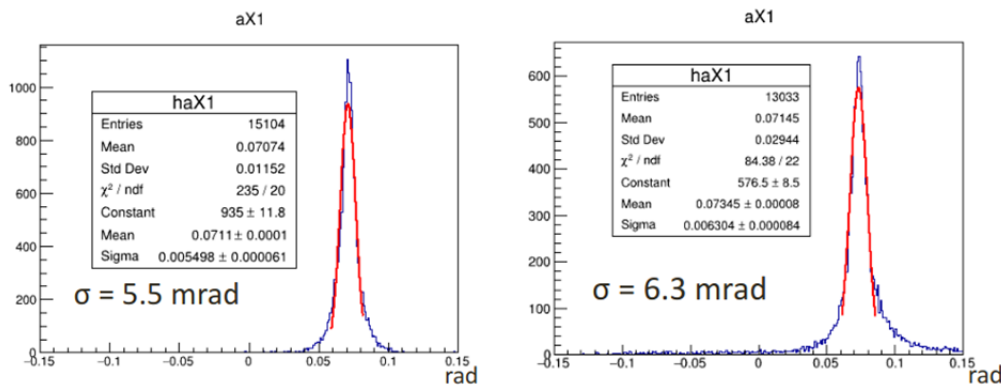 aX1
haX1
Entries 15104
Mean 0.07074
Std Dev 0.01152
χ² / ndf 235 / 20
Constant 935 ± 11.8
Mean 0.0711 ± 0.0001
Sigma 0.005498 ± 0.000061
σ = 5.5 mrad
1000
800
600
400
200
0
−0.15 −0.1 −0.05 0 0.05 0.1 0.15
rad
aX1
haX1
Entries 13033
Mean 0.07145
Std Dev 0.02944
χ² / ndf 84.38 / 22
Constant 576.5 ± 8.5
Mean 0.07345 ± 0.00008
Sigma 0.006304 ± 0.000084
σ = 6.3 mrad
600
500
400
300
200
100
0
−0.15 −0.1 −0.05 0 0.05 0.1 0.15
rad